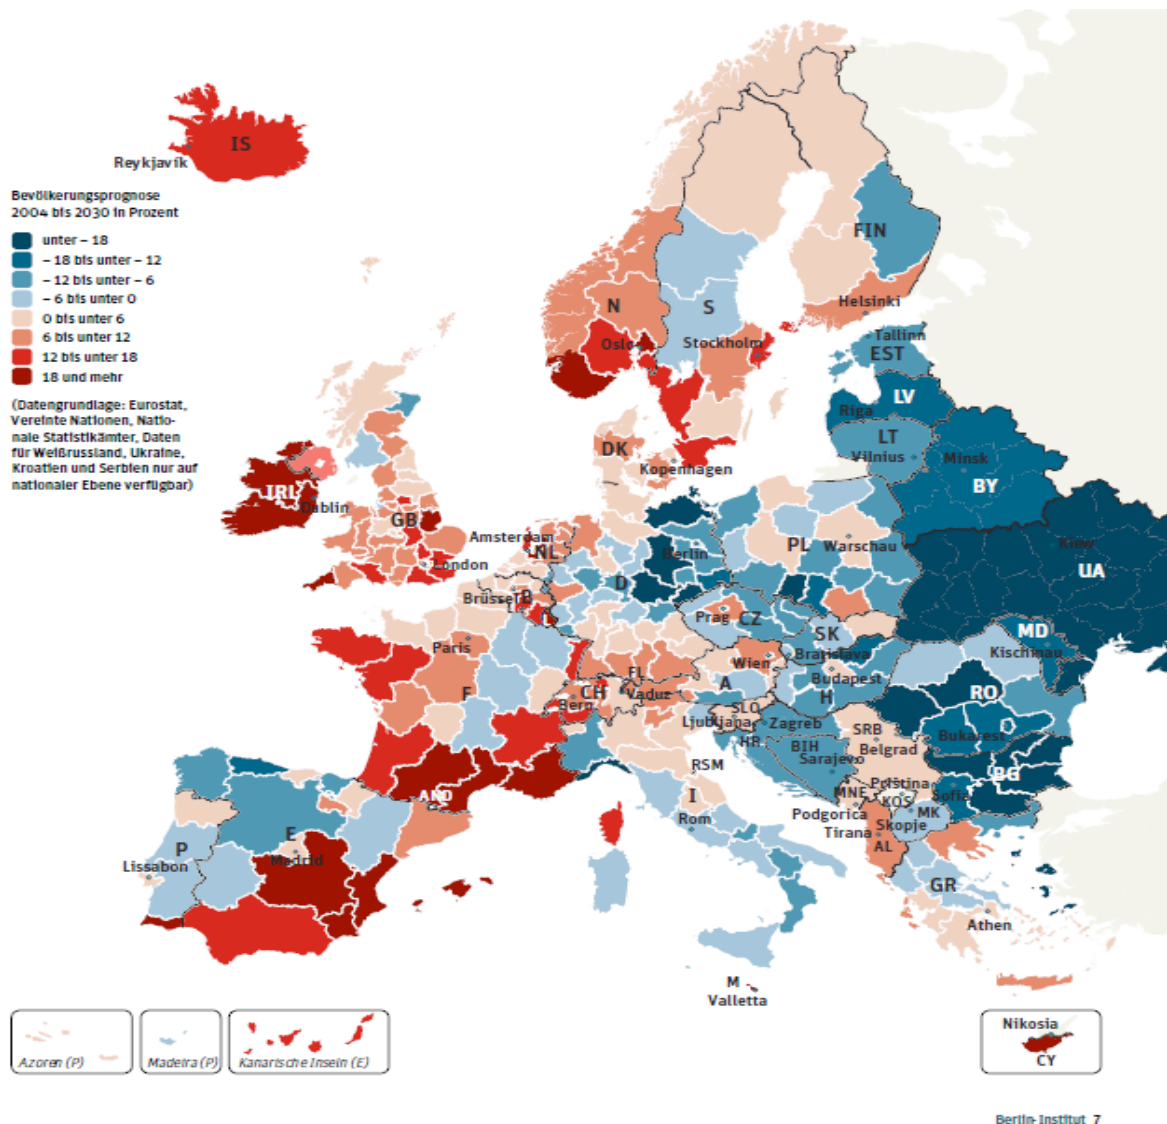 IS
Reykjavík
Bevölkerungsprognose
2004 bis 2030 in Prozent
unter – 18
– 18 bis unter – 12
– 12 bis unter – 6
– 6 bis unter 0
0 bis unter 6
6 bis unter 12
12 bis unter 18
18 und mehr
(Datengrundlage: Eurostat,
Vereinte Nationen, Natio-
nale Statistikämter, Daten
für Weißrussland, Ukraine,
Kroatien und Serbien nur auf
nationaler Ebene verfügbar)
FIN
N
S
Helsinki
Oslo
Stockholm
Tallinn
EST
LV
Riga
LT
Vilnius
Minsk
BY
DK
Kopenhagen
IRL
Dublin
GB
Amsterdam
NL
London
Berlin
PL
Warschau
Kiew
UA
D
Brüssel
B
L
Prag
CZ
SK
MD
Kischinau
Paris
Bratislava
Wien
Budapest
F
FL
CH
Vaduz
Bern
A
H
RO
SLO
Ljubljana
Zagreb
SRB
Bukarest
HR
BIH
Belgrad
Sarajevo
RSM
BG
AND
I
MNE
Pristina
KOS
Sofia
Podgorica
MK
Rom
Skopje
Tirana
AL
E
P
Madrid
Lissabon
GR
Athen
M
Valletta
Azoren (P)
Madeira (P)
Kanarische Inseln (E)
Nikosia
CY
Berlin-Institut 7